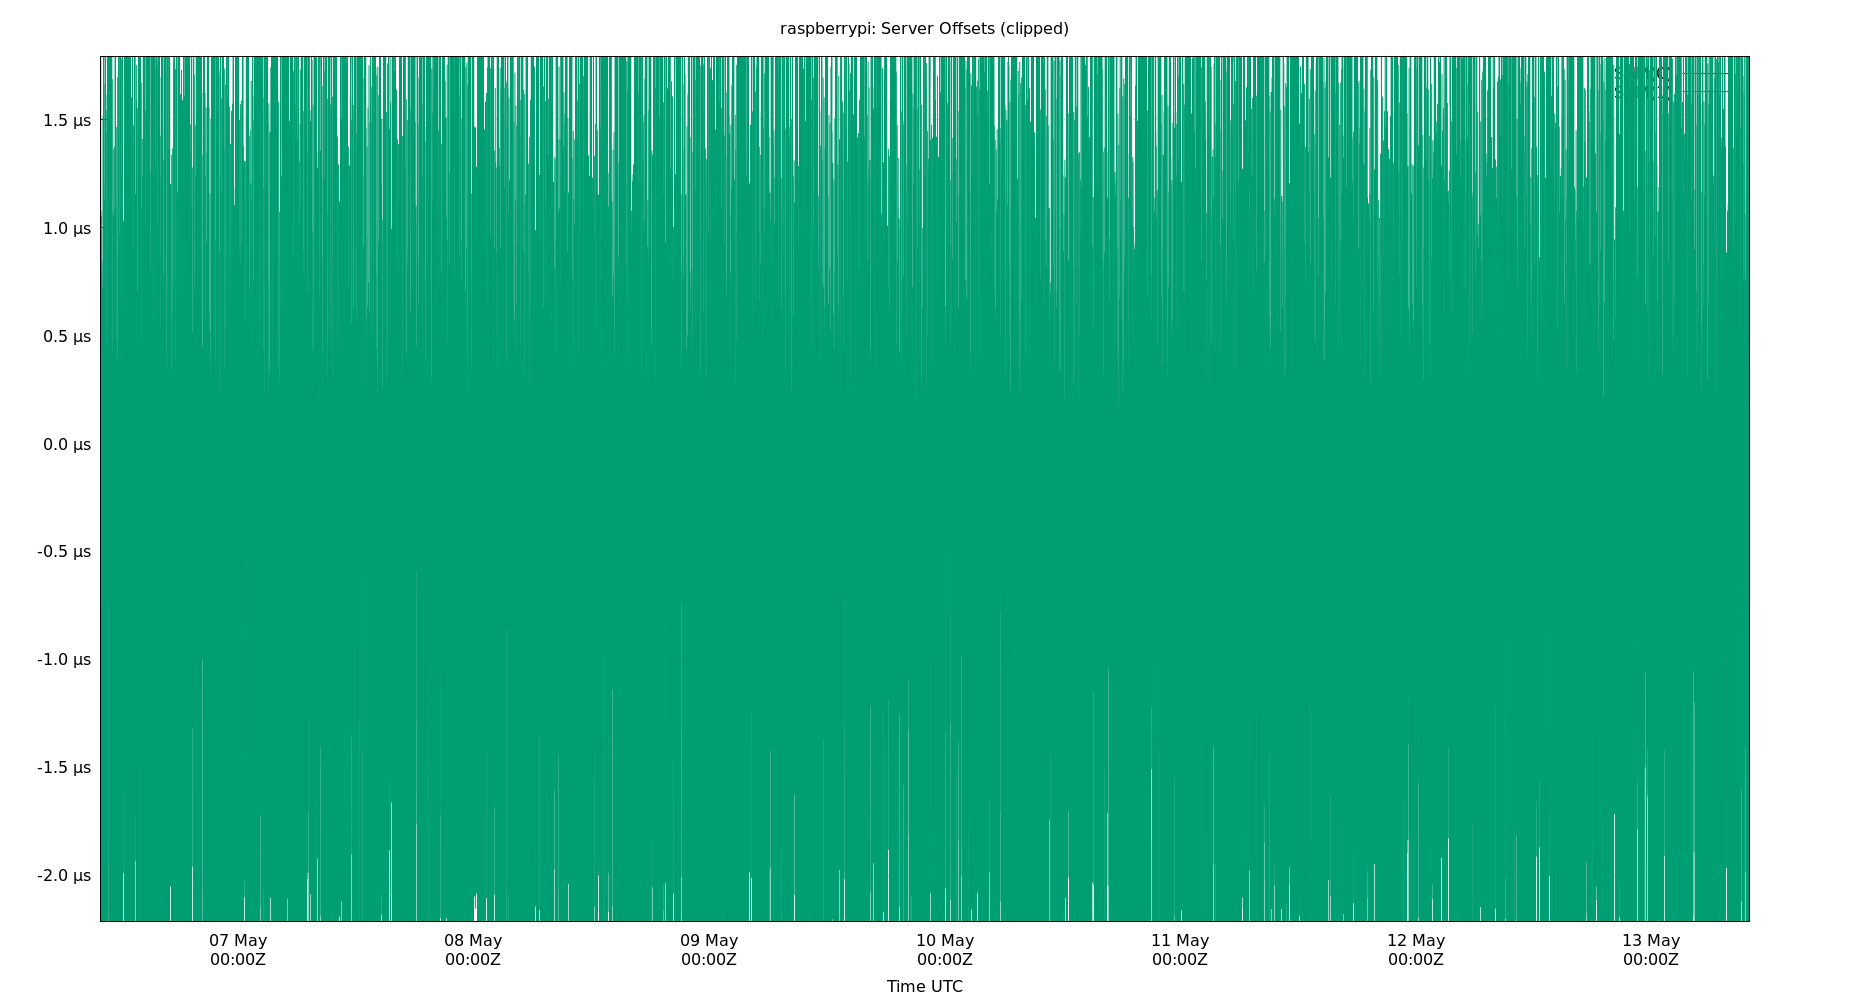 raspberrypi: Server Offsets (clipped)
1.5 µs
1.0 µs
0.5 µs
0.0 µs
-0.5 µs
-1.0 µs
-1.5 µs
-2.0 µs
07 May
00:00Z
08 May
00:00Z
09 May
00:00Z
10 May
00:00Z
11 May
00:00Z
12 May
00:00Z
13 May
00:00Z
Time UTC